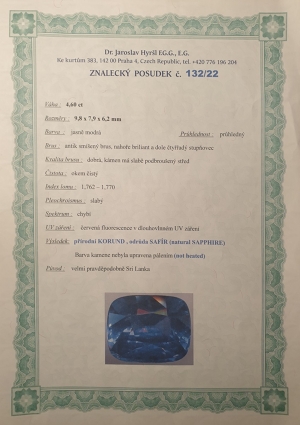 Dr. Jaroslav Hyršl F.G.G., E.G.
Ke kurtům 383, 142 00 Praha 4, Czech Republic, tel. +420 776 196 204
ZNALECKÝ POSUDEK č. 132/22
Váha : 4,60 ct
Rozměry : 9,8 x 7,9 x 6,2 mm
Barva : jasně modrá Průhlednost : průhledný
Brus : antik smíšený brus, nahoře briliant a dole čtyřřadý stupňovec
Kvalita brusu : dobrá, kámen má slabě podbroušený střed
Čistota : okem čistý
Index lomu : 1,762 – 1,770
Pleochroismus : slabý
Spektrum : chybí
UV záření : červená fluorescence v dlouhovlnném UV záření
Výsledek : přírodní KORUND , odrůda SAFÍR (natural SAPPHIRE)
Barva kamene nebyla upravena pálením (not heated)
Původ : velmi pravděpodobně Srí Lanka